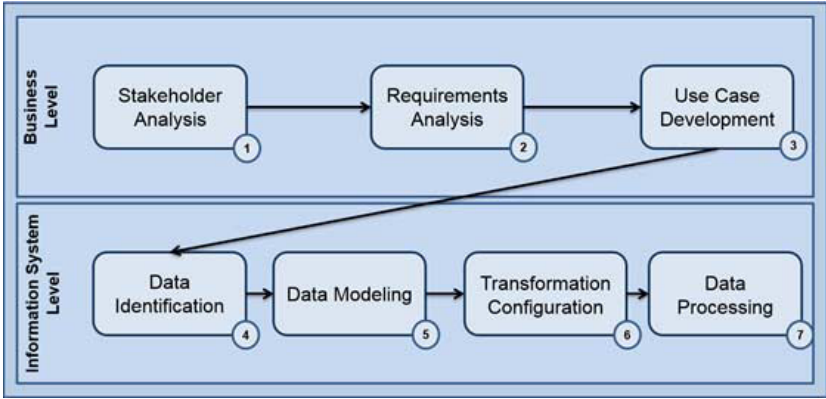 Business
Level
Stakeholder
Analysis
1
Requirements
Analysis
2
Use Case
Development
3
Information System
Level
Data
Identification
4
Data Modeling
5
Transformation
Configuration
6
Data
Processing
7